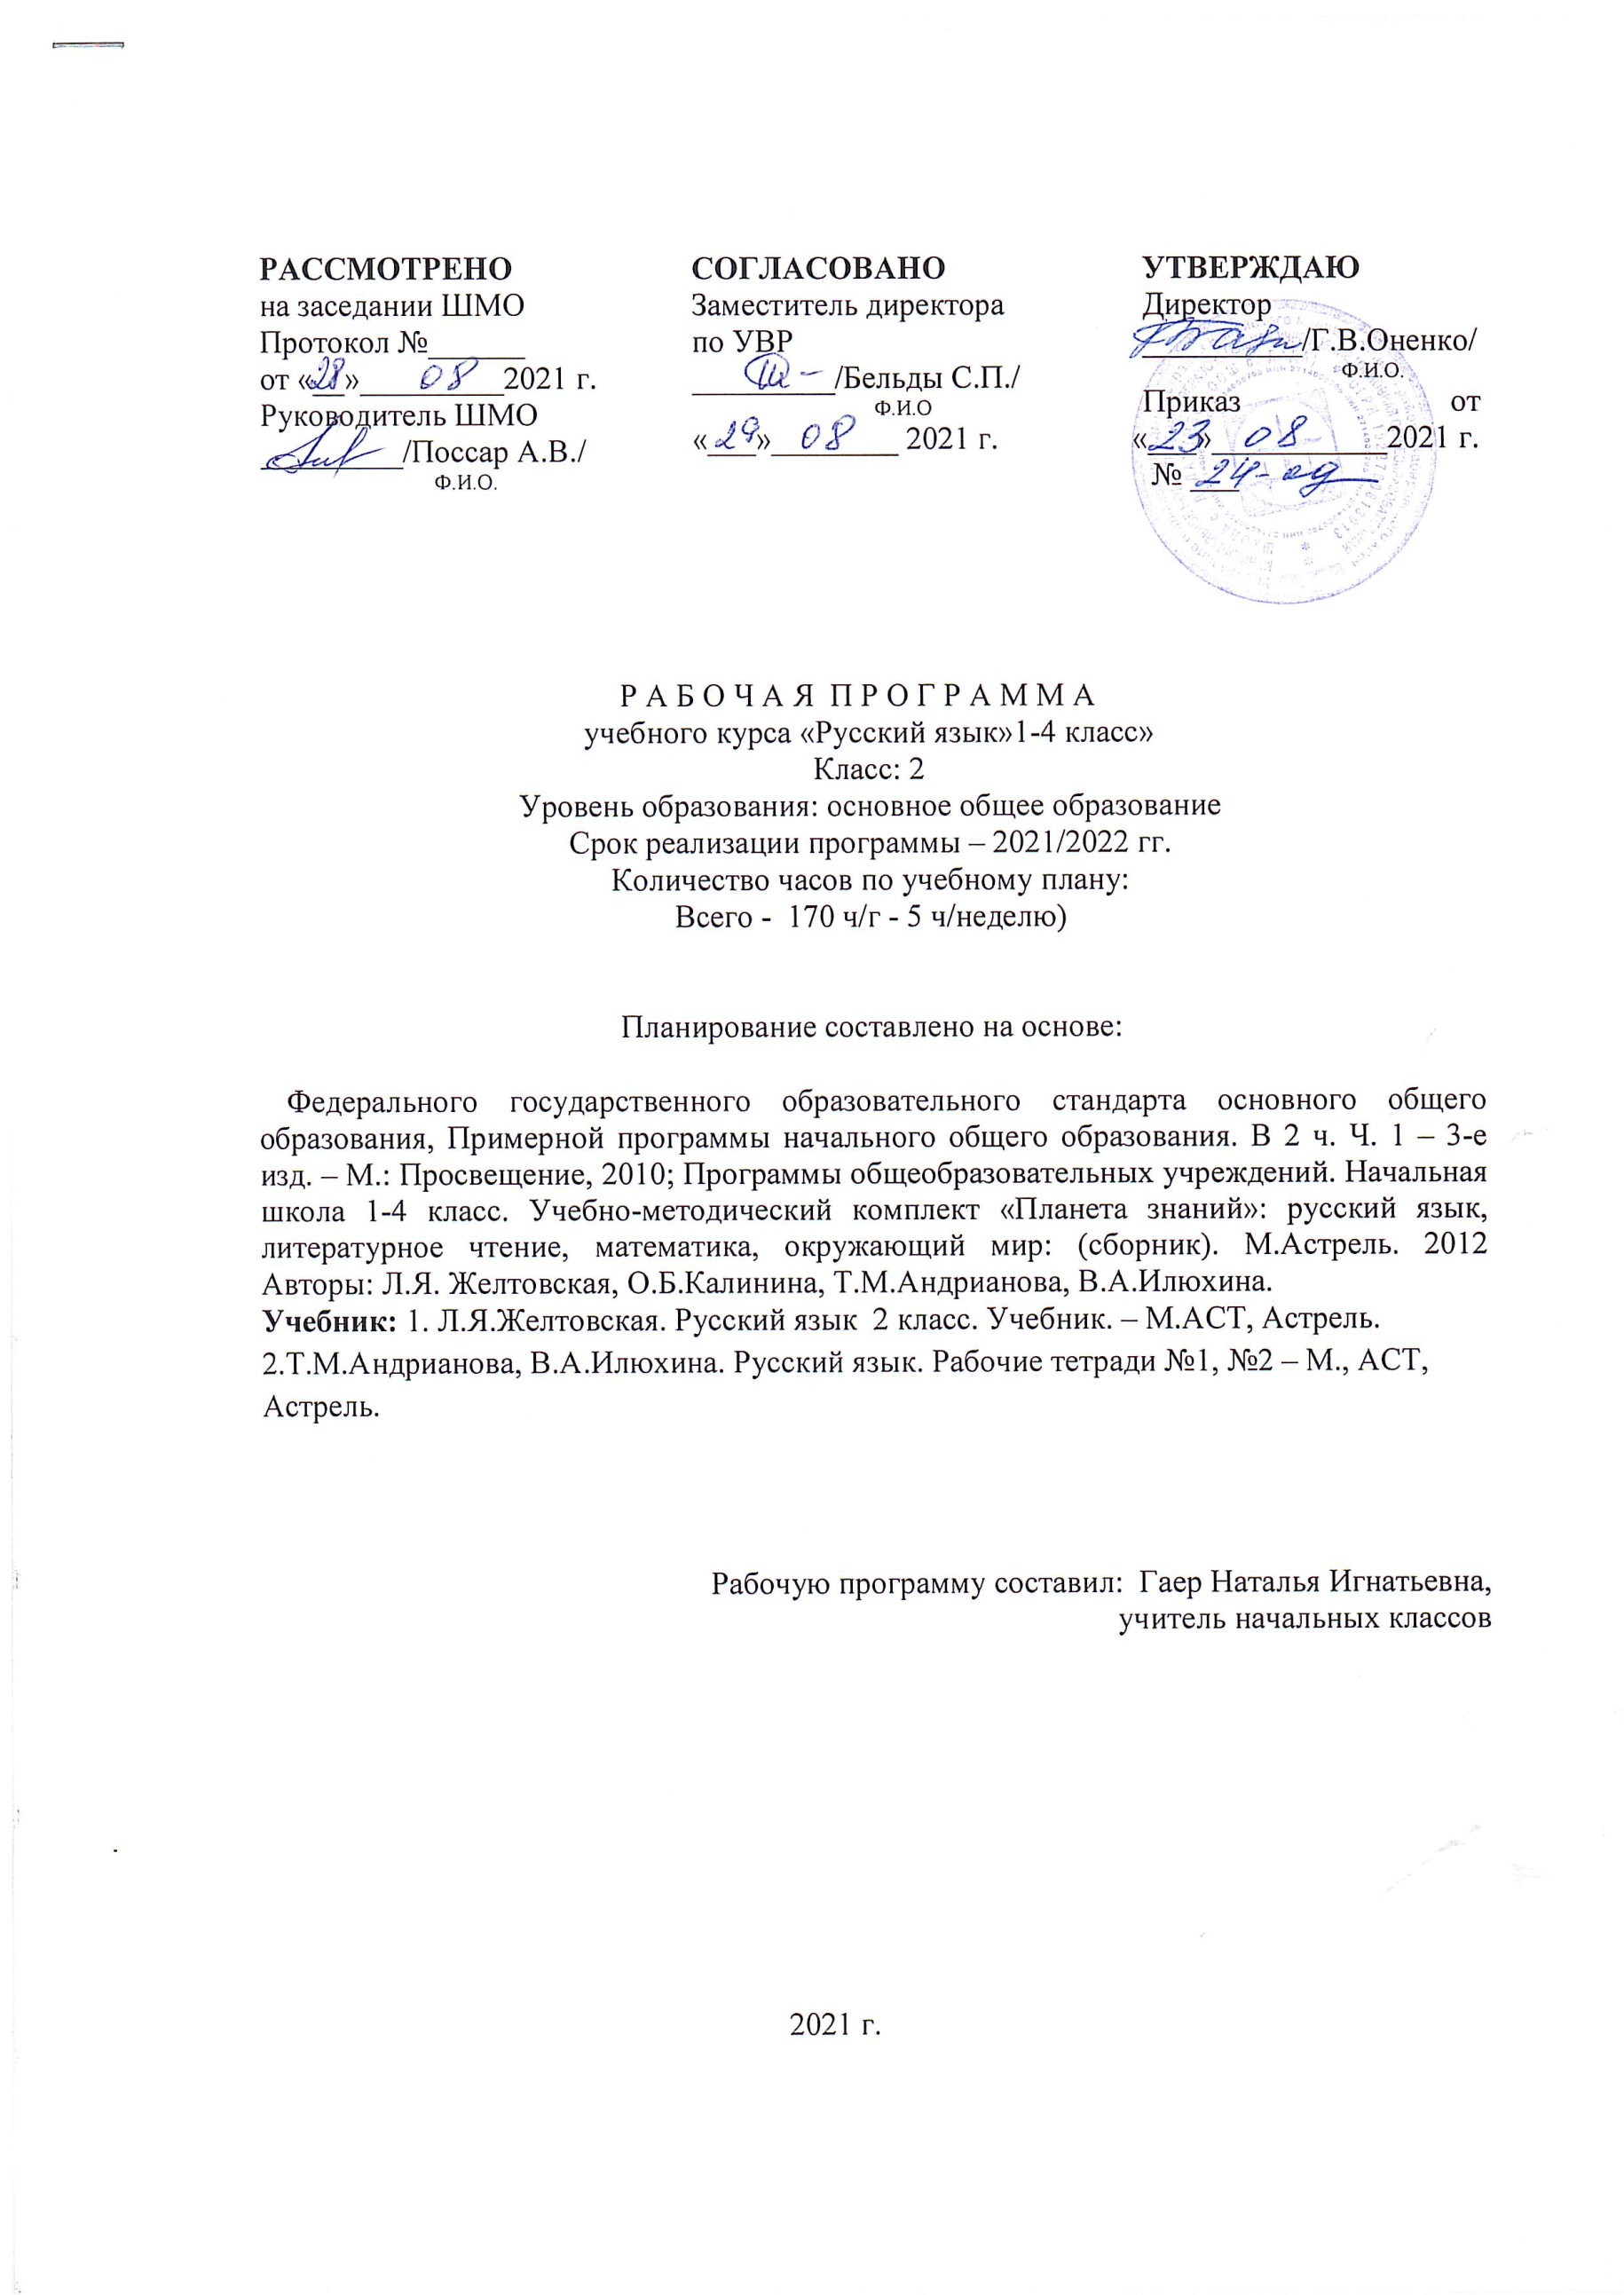 РАССМОТРЕНО
на заседании ШМО
Протокол №______
от «28»_________08_________2021 г.
Руководитель ШМО
_________/Поссар А.В./
Ф.И.О.
СОГЛАСОВАНО
Заместитель директора
по УВР
_________/Бельды С.П./
Ф.И.О
«29»________08________ 2021 г.
УТВЕРЖДАЮ
Директор
__________/Г.В.Оненко/
Ф.И.О.
Приказ от
«23»________08________2021 г.
№ 24-од
Р А Б О Ч А Я П Р О Г Р А М М А
учебного курса «Русский язык»1-4 класс»
Класс: 2
Уровень образования: основное общее образование
Срок реализации программы – 2021/2022 гг.
Количество часов по учебному плану:
Всего - 170 ч/г - 5 ч/неделю)
Планирование составлено на основе:
Федерального государственного образовательного стандарта основного общего
образования, Примерной программы начального общего образования. В 2 ч. Ч. 1 – 3-е
изд. – М.: Просвещение, 2010; Программы общеобразовательных учреждений. Начальная
школа 1-4 класс. Учебно-методический комплект «Планета знаний»: русский язык,
литературное чтение, математика, окружающий мир: (сборник). М.Астрель. 2012
Авторы: Л.Я. Желтовская, О.Б.Калинина, Т.М.Андрианова, В.А.Илюхина.
Учебник: 1. Л.Я.Желтовская. Русский язык 2 класс. Учебник. – М.АСТ, Астрель.
2.Т.М.Андрианова, В.А.Илюхина. Русский язык. Рабочие тетради №1, №2 – М., АСТ,
Астрель.
Рабочую программу составил: Гаер Наталья Игнатьевна,
учитель начальных классов
2021 г.